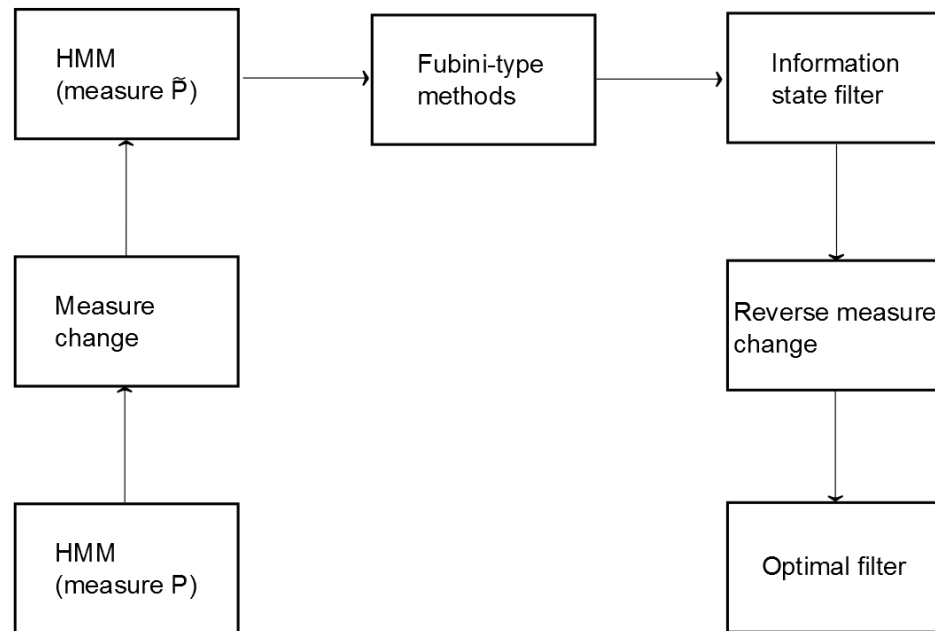 HMM
(measure P̃)
Fubini-type
methods
Information
state filter
Measure
change
Reverse measure
change
HMM
(measure P)
Optimal filter